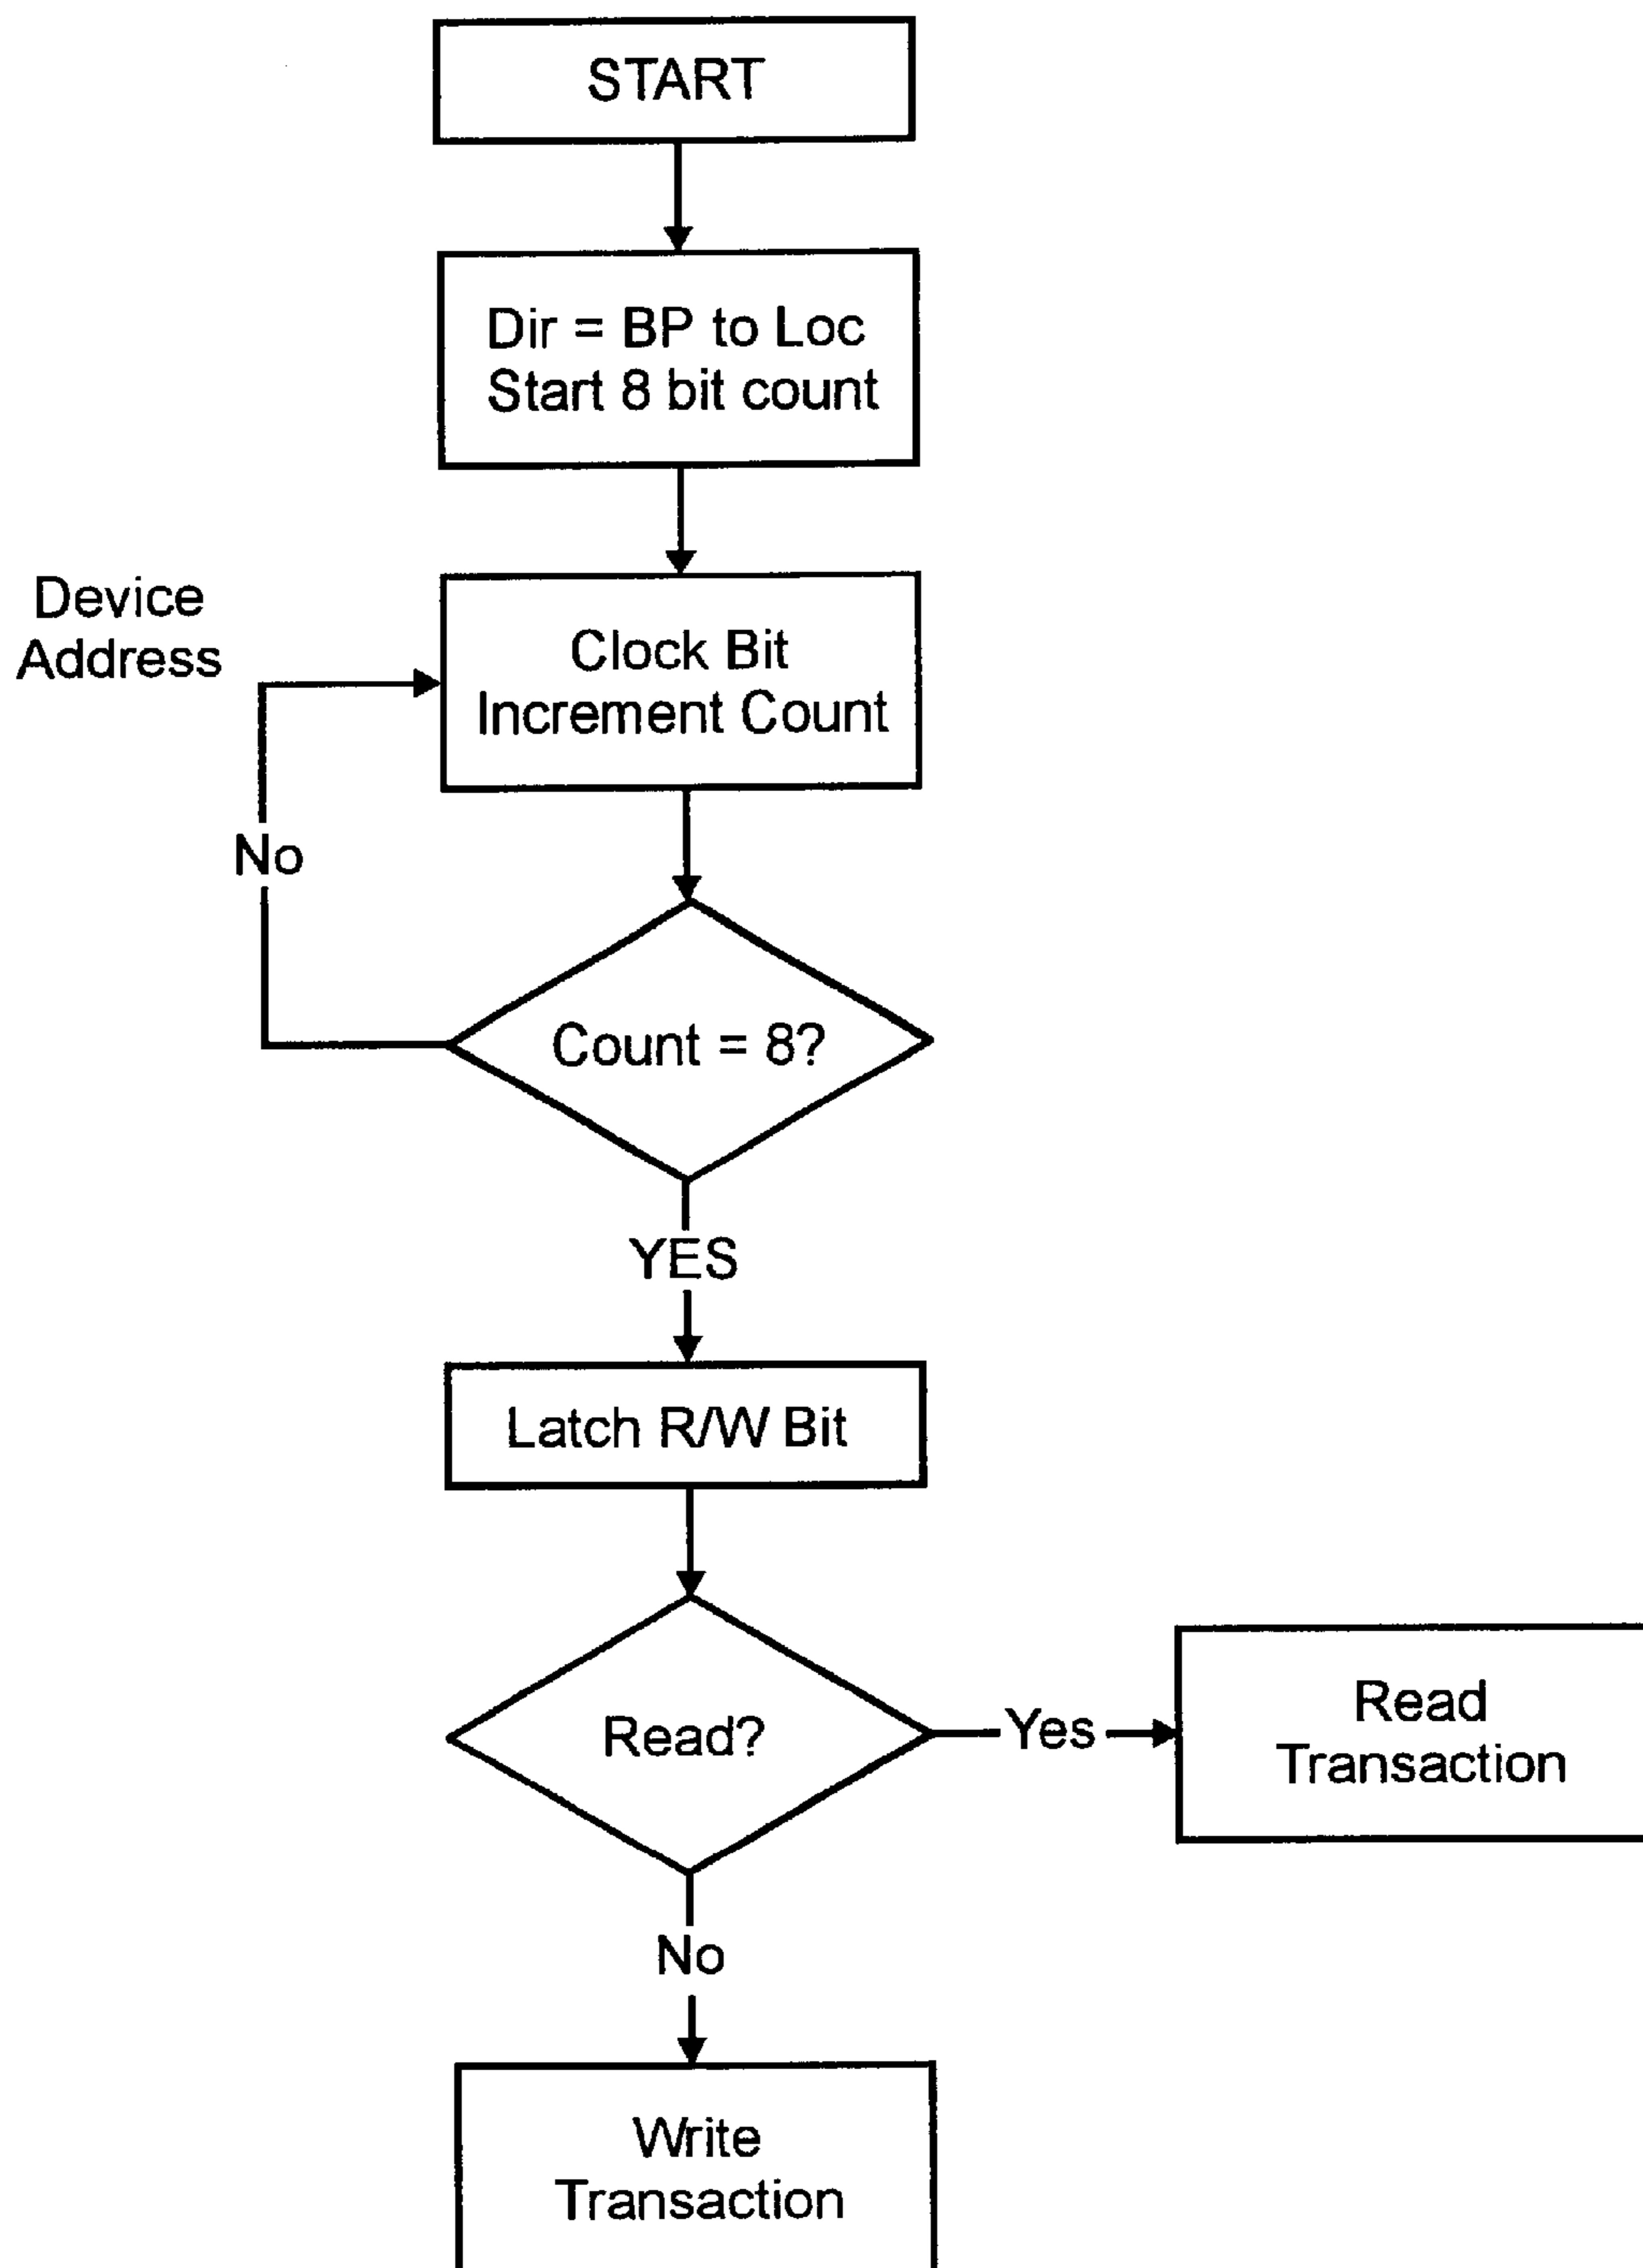 START
Dir = BP to Loc
Start 8 bit count
Device
Address
Clock Bit
Increment Count
No
Count = 8?
YES
Latch R/W Bit
Read?
Yes
Read
Transaction
No
Write
Transaction